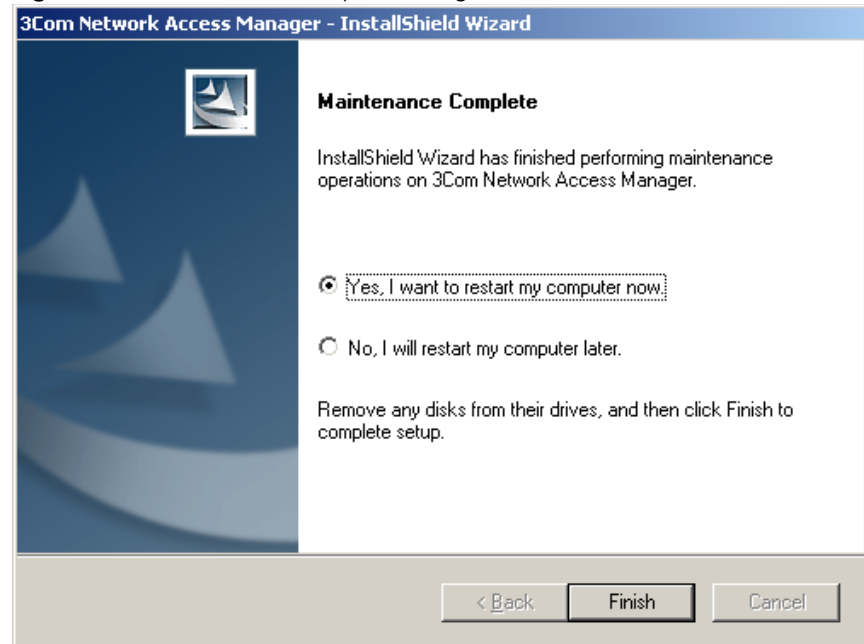 3Com Network Access Manager - InstallShield Wizard
Maintenance Complete
InstallShield Wizard has finished performing maintenance
operations on 3Com Network Access Manager.
Yes, I want to restart my computer now.
No, I will restart my computer later.
Remove any disks from their drives, and then click Finish to
complete setup.
< Back
Finish
Cancel